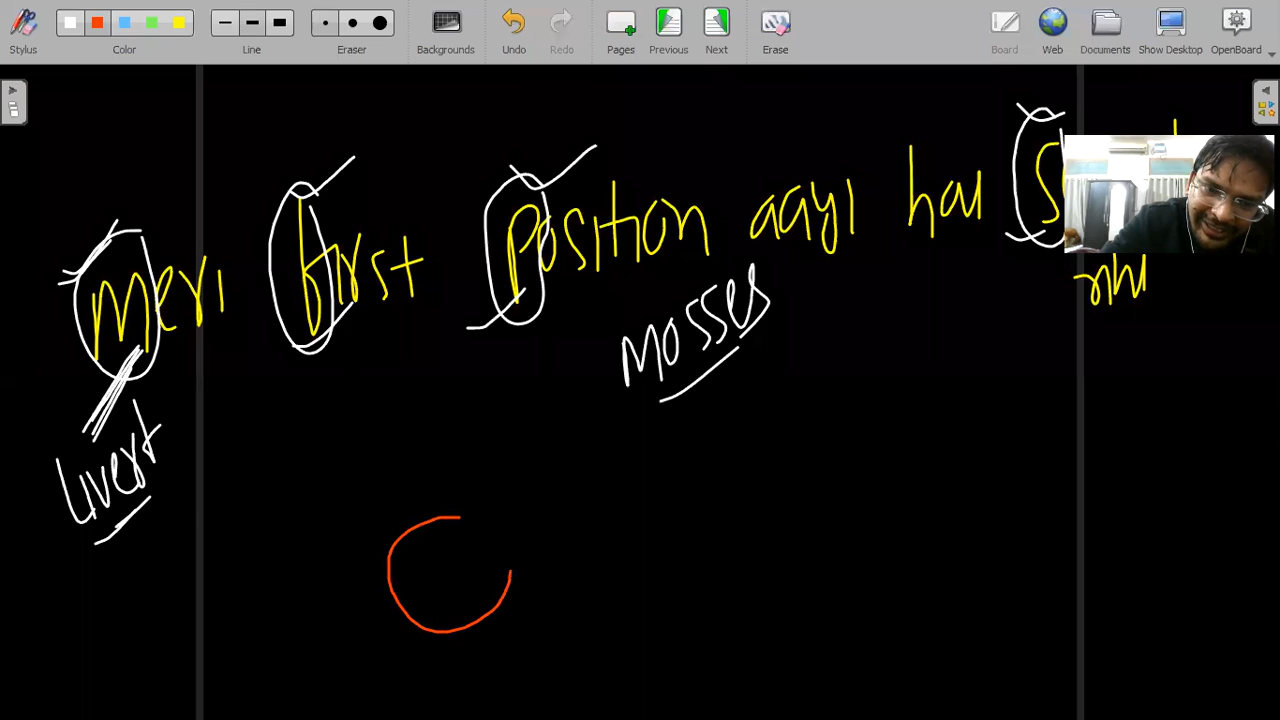 Stylus Color Line Eraser Backgrounds Undo Redo Pages Previous Next Erase Board Web Documents Show Desktop OpenBoard
Meri first Position aayi hai S
Mosses
Livert